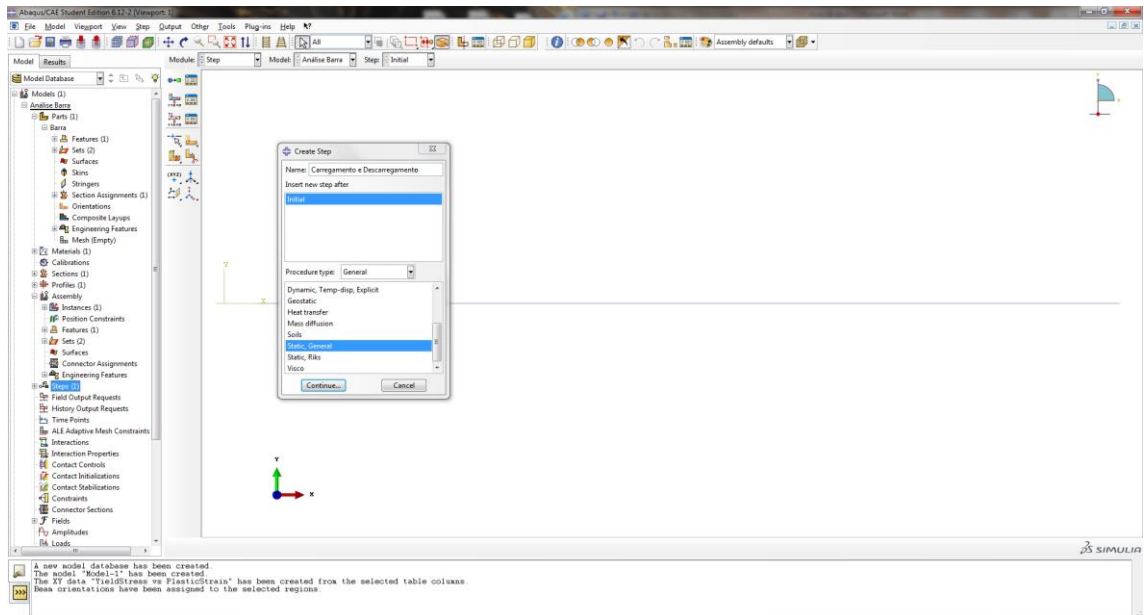 Abaqus/CAE Student Edition 6.12-2 [Viewport: 1]
File Model Viewport View Step Output Other Tools Plug-ins Help
All
Assembly defaults
Model Results
Module: Step Model: Análise Barra Step: Initial
Model Database
Models (1)
Análise Barra
Parts (1)
Barra
Features (1)
Sets (2)
Surfaces
Skins
Stringers
Section Assignments (1)
Orientations
Composite Layups
Engineering Features
Mesh (Empty)
Materials (1)
Calibrations
Sections (1)
Profiles (1)
Assembly
Instances (1)
Position Constraints
Features (1)
Sets (2)
Surfaces
Connector Assignments
Engineering Features
Steps (1)
Field Output Requests
History Output Requests
Time Points
ALE Adaptive Mesh Constraints
Interactions
Interaction Properties
Contact Controls
Contact Initializations
Contact Stabilizations
Constraints
Connector Sections
Fields
Amplitudes
Loads
Create Step
Name: Carregamento e Descarregamento
Insert new step after
Initial
Procedure type: General
Dynamic, Temp-disp, Explicit
Geostatic
Heat transfer
Mass diffusion
Soils
Static, General
Static, Riks
Visco
Continue... Cancel
Y
X
Y
X
SIMULIA
A new model database has been created.
The model "Model-1" has been created.
The XY data "YieldStress vs PlasticStrain" has been created from the selected table columns.
Beam orientations have been assigned to the selected regions.